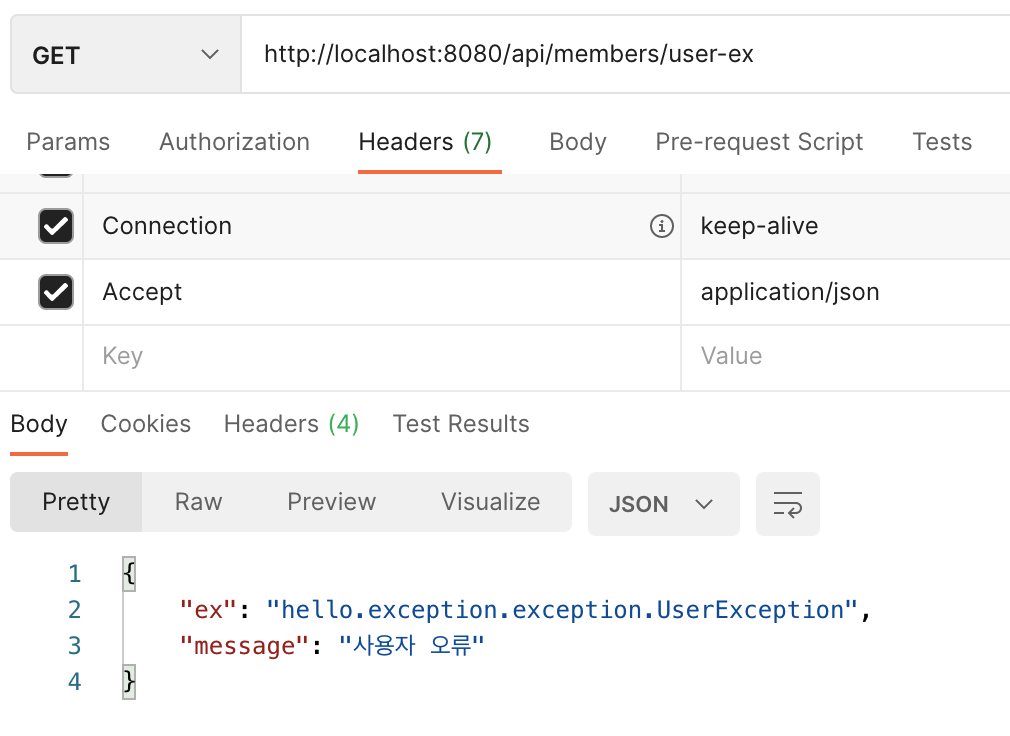 GET http://localhost:8080/api/members/user-ex
Params Authorization Headers (7) Body Pre-request Script Tests
Connection keep-alive
Accept application/json
Key Value
Body Cookies Headers (4) Test Results
Pretty Raw Preview Visualize JSON
1 {
2 "ex": "hello.exception.exception.UserException",
3 "message": "사용자 오류"
4 }